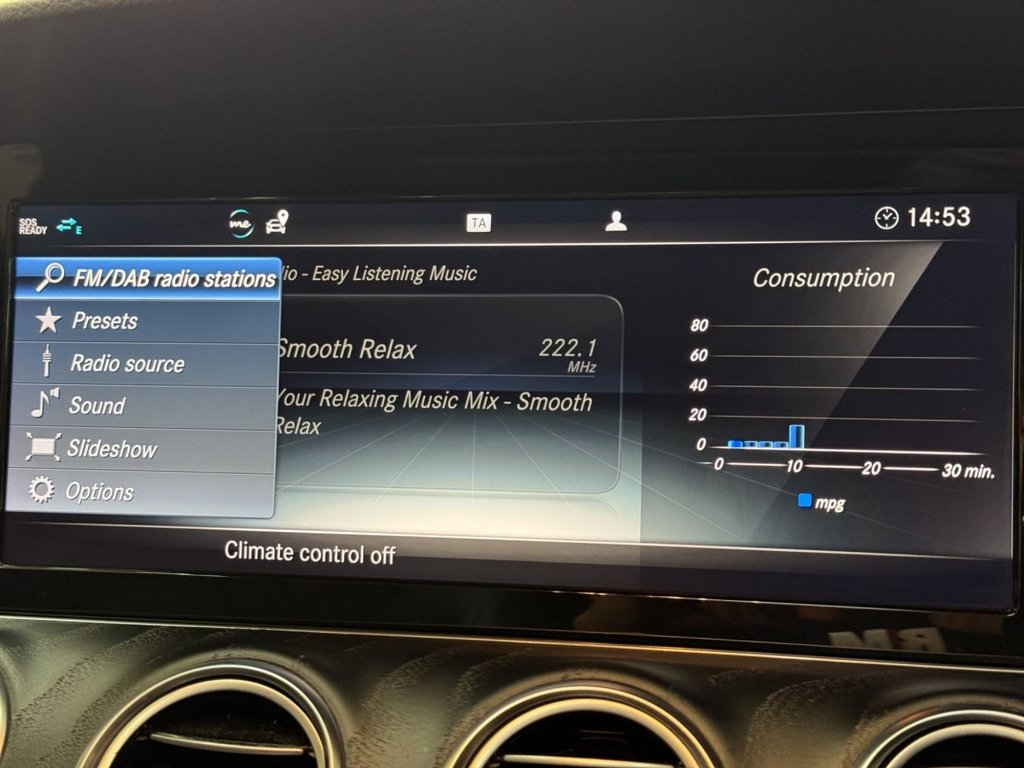 SOS
READY
E
me
TA
14:53
FM/DAB radio stations
Presets
Radio source
Sound
Slideshow
Options
- Easy Listening Music
Smooth Relax
222.1
MHz
Your Relaxing Music Mix - Smooth
Relax
Consumption
80
60
40
20
0
0 10 20 30 min.
mpg
Climate control off